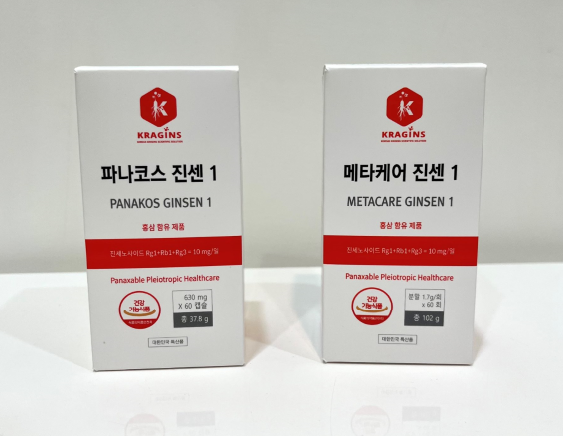 KRAGINS
파나코스 진센 1
PANAKOS GINSEN 1
홍삼 함유 제품
진세노사이드 Rg1+Rb1+Rg3 = 10 mg/일
Panaxable Pleiotropic Healthcare
건강
기능식품
630 mg
X 60 캡슐
총 37.8 g
대한민국 특산품
KRAGINS
메타케어 진센 1
METACARE GINSEN 1
홍삼 함유 제품
진세노사이드 Rg1+Rb1+Rg3 = 10 mg/일
Panaxable Pleiotropic Healthcare
건강
기능식품
분말 1.7g/회
x 60 회
총 102 g
대한민국 특산품